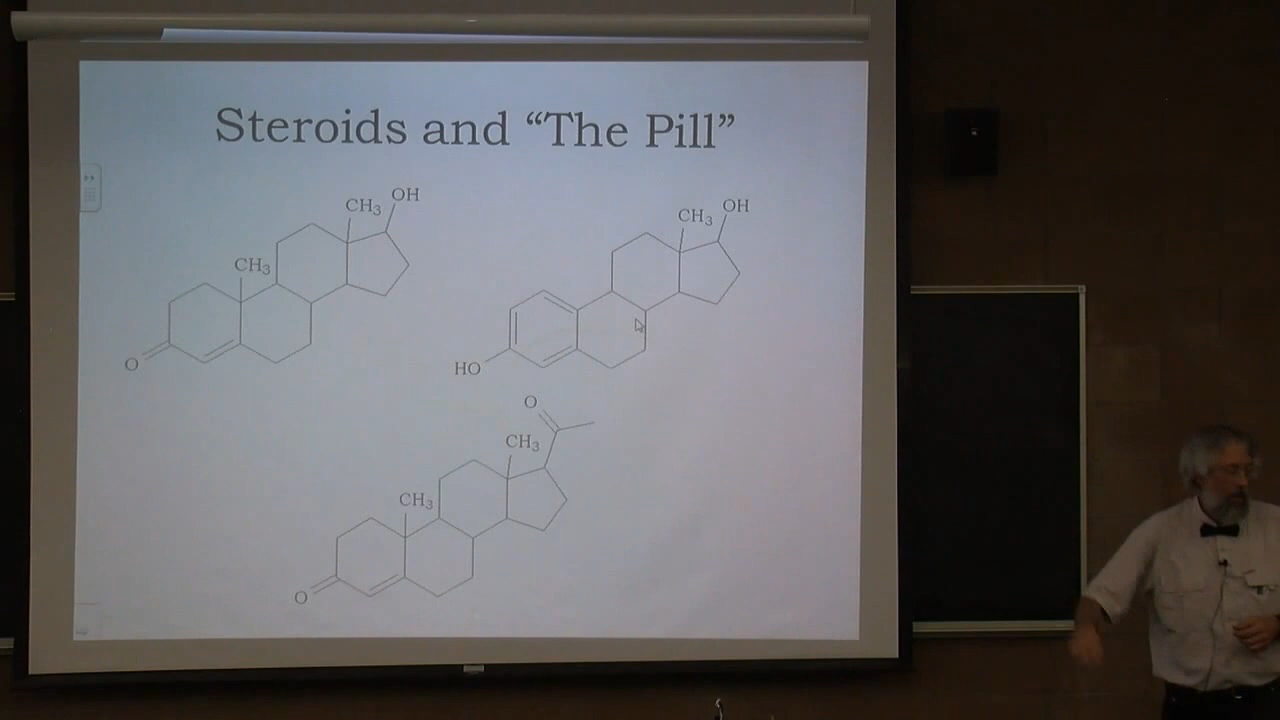 Steroids and “The Pill”
OH
CH₃
CH₃
O
OH
CH₃
HO
O
CH₃
CH₃
O